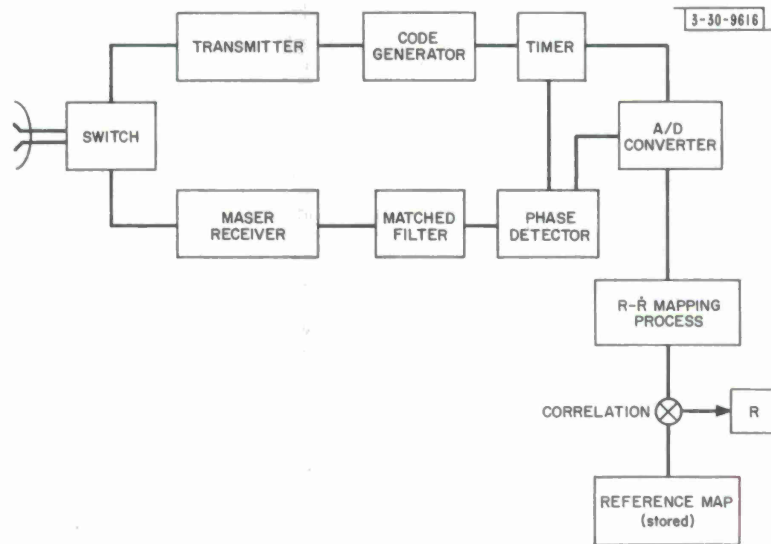 3-30-9616
TRANSMITTER
CODE
GENERATOR
TIMER
SWITCH
A/D
CONVERTER
MASER
RECEIVER
MATCHED
FILTER
PHASE
DETECTOR
R-Ṙ MAPPING
PROCESS
CORRELATION
R
REFERENCE MAP
(stored)